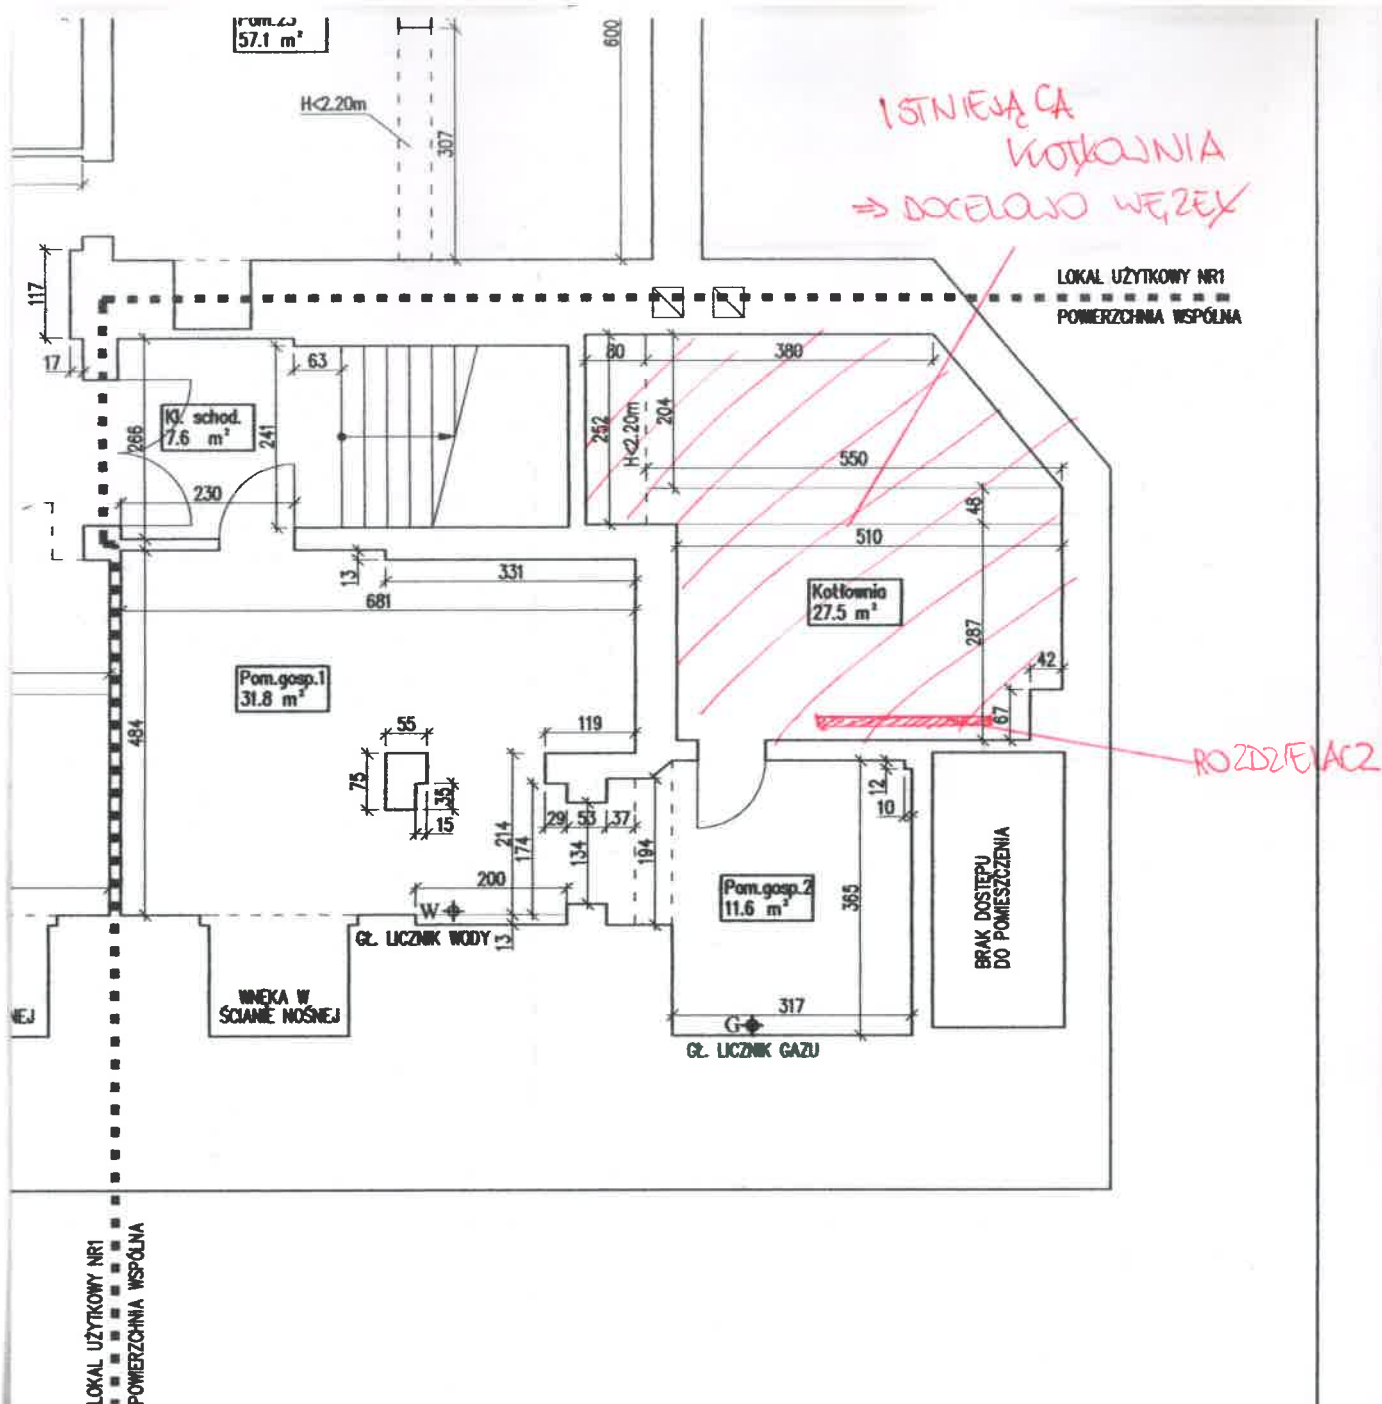 Pom.23
57.1 m²
600
H<2.20m
307
ISTNIEJĄCA
KOTŁOWNIA
⇒ DOCELOWO WĘZEŁ
LOKAL UŻYTKOWY NR1
POWIERZCHNIA WSPÓLNA
117
17
63
80
380
Kl. schod.
7.6 m²
266
241
252
H<2.20m
204
550
230
48
510
13
331
681
Kotłownia
27.5 m²
287
42
67
Pom.gosp.1
31.8 m²
484
55
119
75
35
15
ROZDZIELACZ
12
10
29
53
37
214
174
134
194
200
W
GŁ. LICZNIK WODY
13
Pom.gosp.2
11.6 m²
365
BRAK DOSTĘPU
DO POMIESZCZENIA
WNĘKA W
ŚCIANIE NOŚNEJ
317
G
GŁ. LICZNIK GAZU
LOKAL UŻYTKOWY NR1
POWIERZCHNIA WSPÓLNA